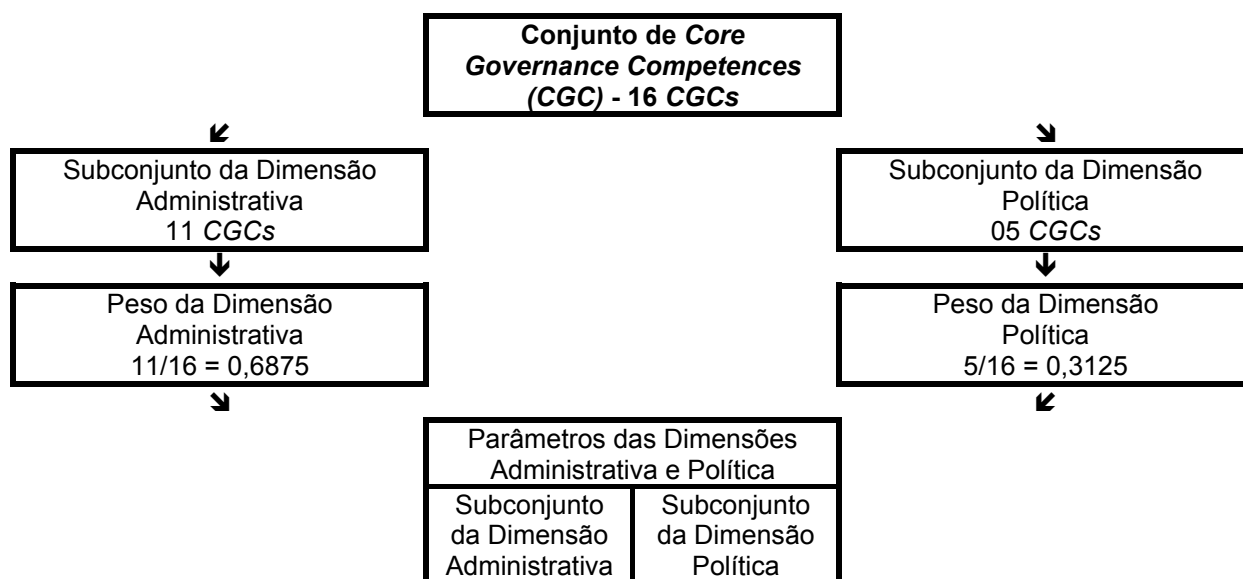 Conjunto de Core
Governance Competences
(CGC) - 16 CGCs
Subconjunto da Dimensão
Administrativa
11 CGCs
Subconjunto da Dimensão
Política
05 CGCs
Peso da Dimensão
Administrativa
11/16 = 0,6875
Peso da Dimensão
Política
5/16 = 0,3125
Parâmetros das Dimensões
Administrativa e Política
Subconjunto
da Dimensão
Administrativa
Subconjunto
da Dimensão
Política